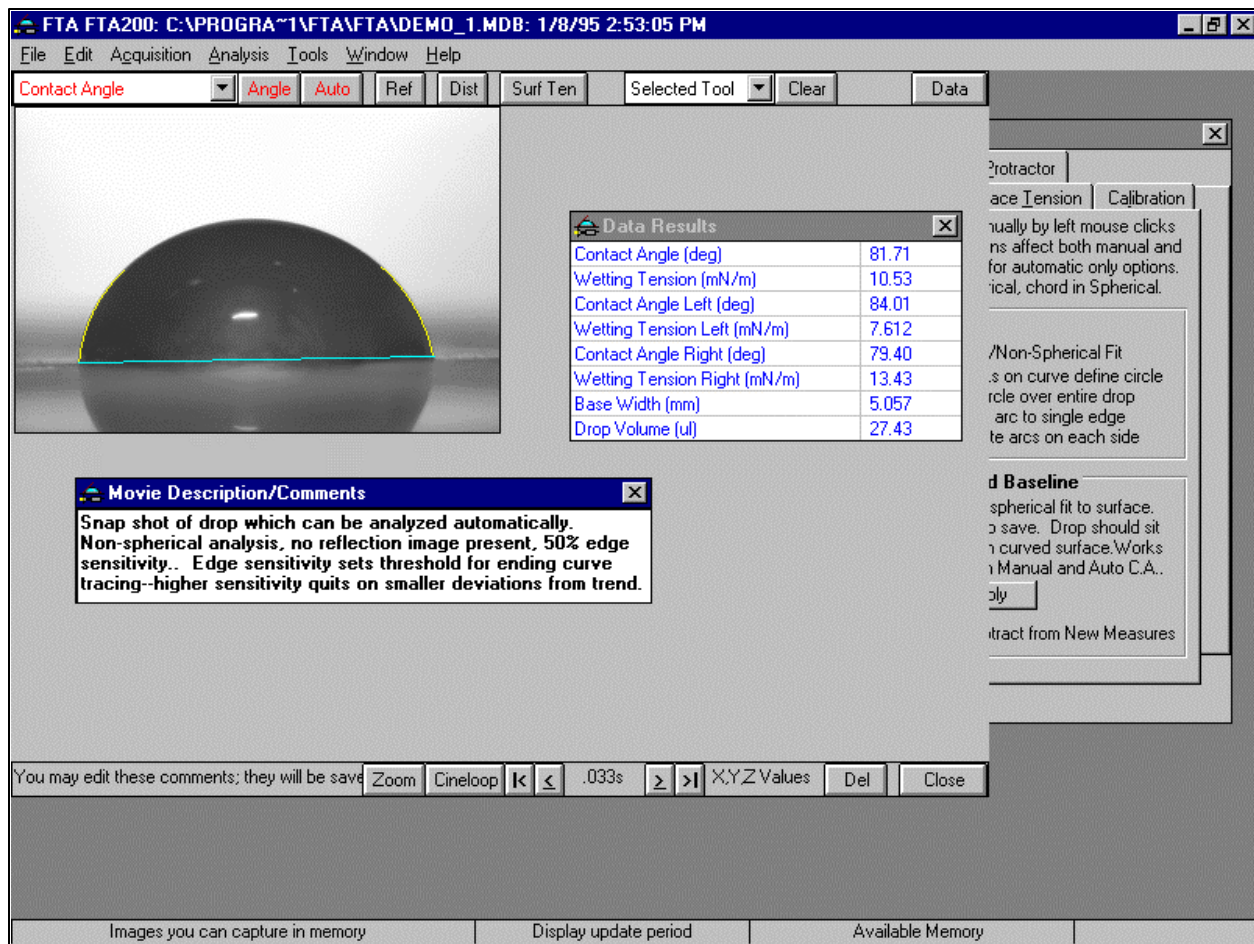 FTA FTA200: C:\PROGRA~1\FTA\FTA\DEMO_1.MDB: 1/8/95 2:53:05 PM
File Edit Acquisition Analysis Tools Window Help
Contact Angle Angle Auto Ref Dist Surf Ten Selected Tool Clear Data
Protractor
ace Tension Calibration
nually by left mouse clicks
ns affect both manual and
for automatic only options.
rical, chord in Spherical.
/Non-Spherical Fit
s on curve define circle
rcle over entire drop
arc to single edge
te arcs on each side
d Baseline
spherical fit to surface.
o save. Drop should sit
n curved surface.Works
n Manual and Auto C.A..
ply
tract from New Measures
Data Results
Contact Angle (deg) 81.71
Wetting Tension (mN/m) 10.53
Contact Angle Left (deg) 84.01
Wetting Tension Left (mN/m) 7.612
Contact Angle Right (deg) 79.40
Wetting Tension Right (mN/m) 13.43
Base Width (mm) 5.057
Drop Volume (ul) 27.43
Movie Description/Comments
Snap shot of drop which can be analyzed automatically.
Non-spherical analysis, no reflection image present, 50% edge
sensitivity.. Edge sensitivity sets threshold for ending curve
tracing--higher sensitivity quits on smaller deviations from trend.
You may edit these comments; they will be save Zoom Cineloop |< < .033s > >| X,Y,Z Values Del Close
Images you can capture in memory Display update period Available Memory